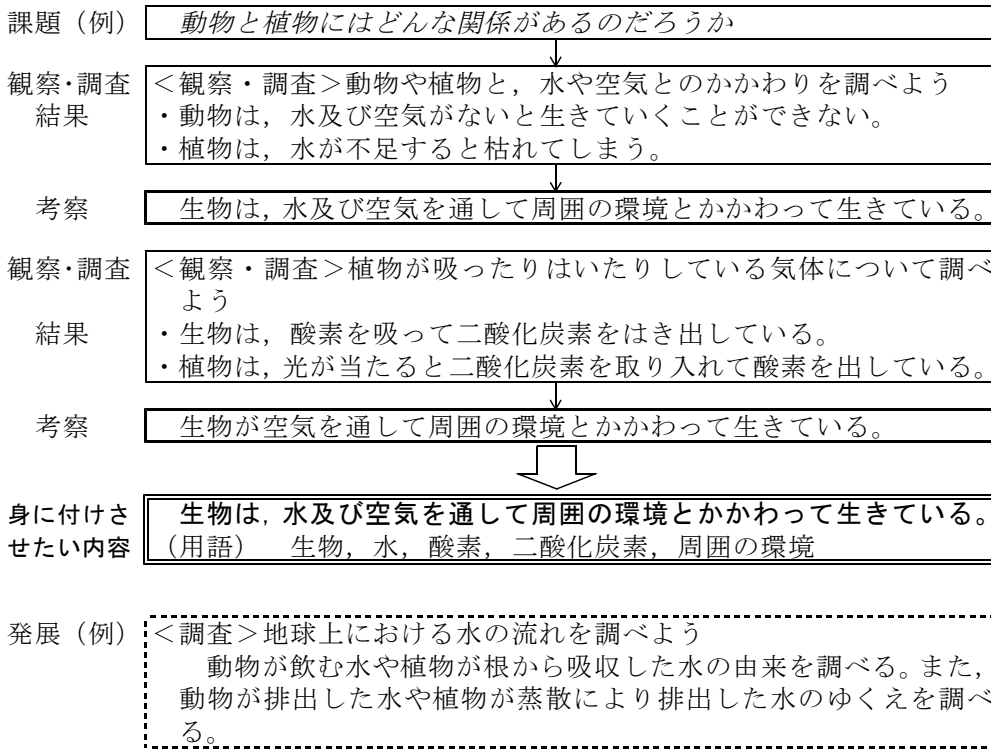 課題（例） 動物と植物にはどんな関係があるのだろうか
観察・調査 ＜観察・調査＞動物や植物と，水や空気とのかかわりを調べよう
結果 ・動物は，水及び空気がないと生きていくことができない。
・植物は，水が不足すると枯れてしまう。
考察 生物は，水及び空気を通して周囲の環境とかかわって生きている。
観察・調査 ＜観察・調査＞植物が吸ったりはいたりしている気体について調べ
よう
結果 ・生物は，酸素を吸って二酸化炭素をはき出している。
・植物は，光が当たると二酸化炭素を取り入れて酸素を出している。
考察 生物が空気を通して周囲の環境とかかわって生きている。
身に付けさ 生物は，水及び空気を通して周囲の環境とかかわって生きている。
せたい内容 （用語） 生物，水，酸素，二酸化炭素，周囲の環境
発展（例） ＜調査＞地球上における水の流れを調べよう
動物が飲む水や植物が根から吸収した水の由来を調べる。また，
動物が排出した水や植物が蒸散により排出した水のゆくえを調べ
る。